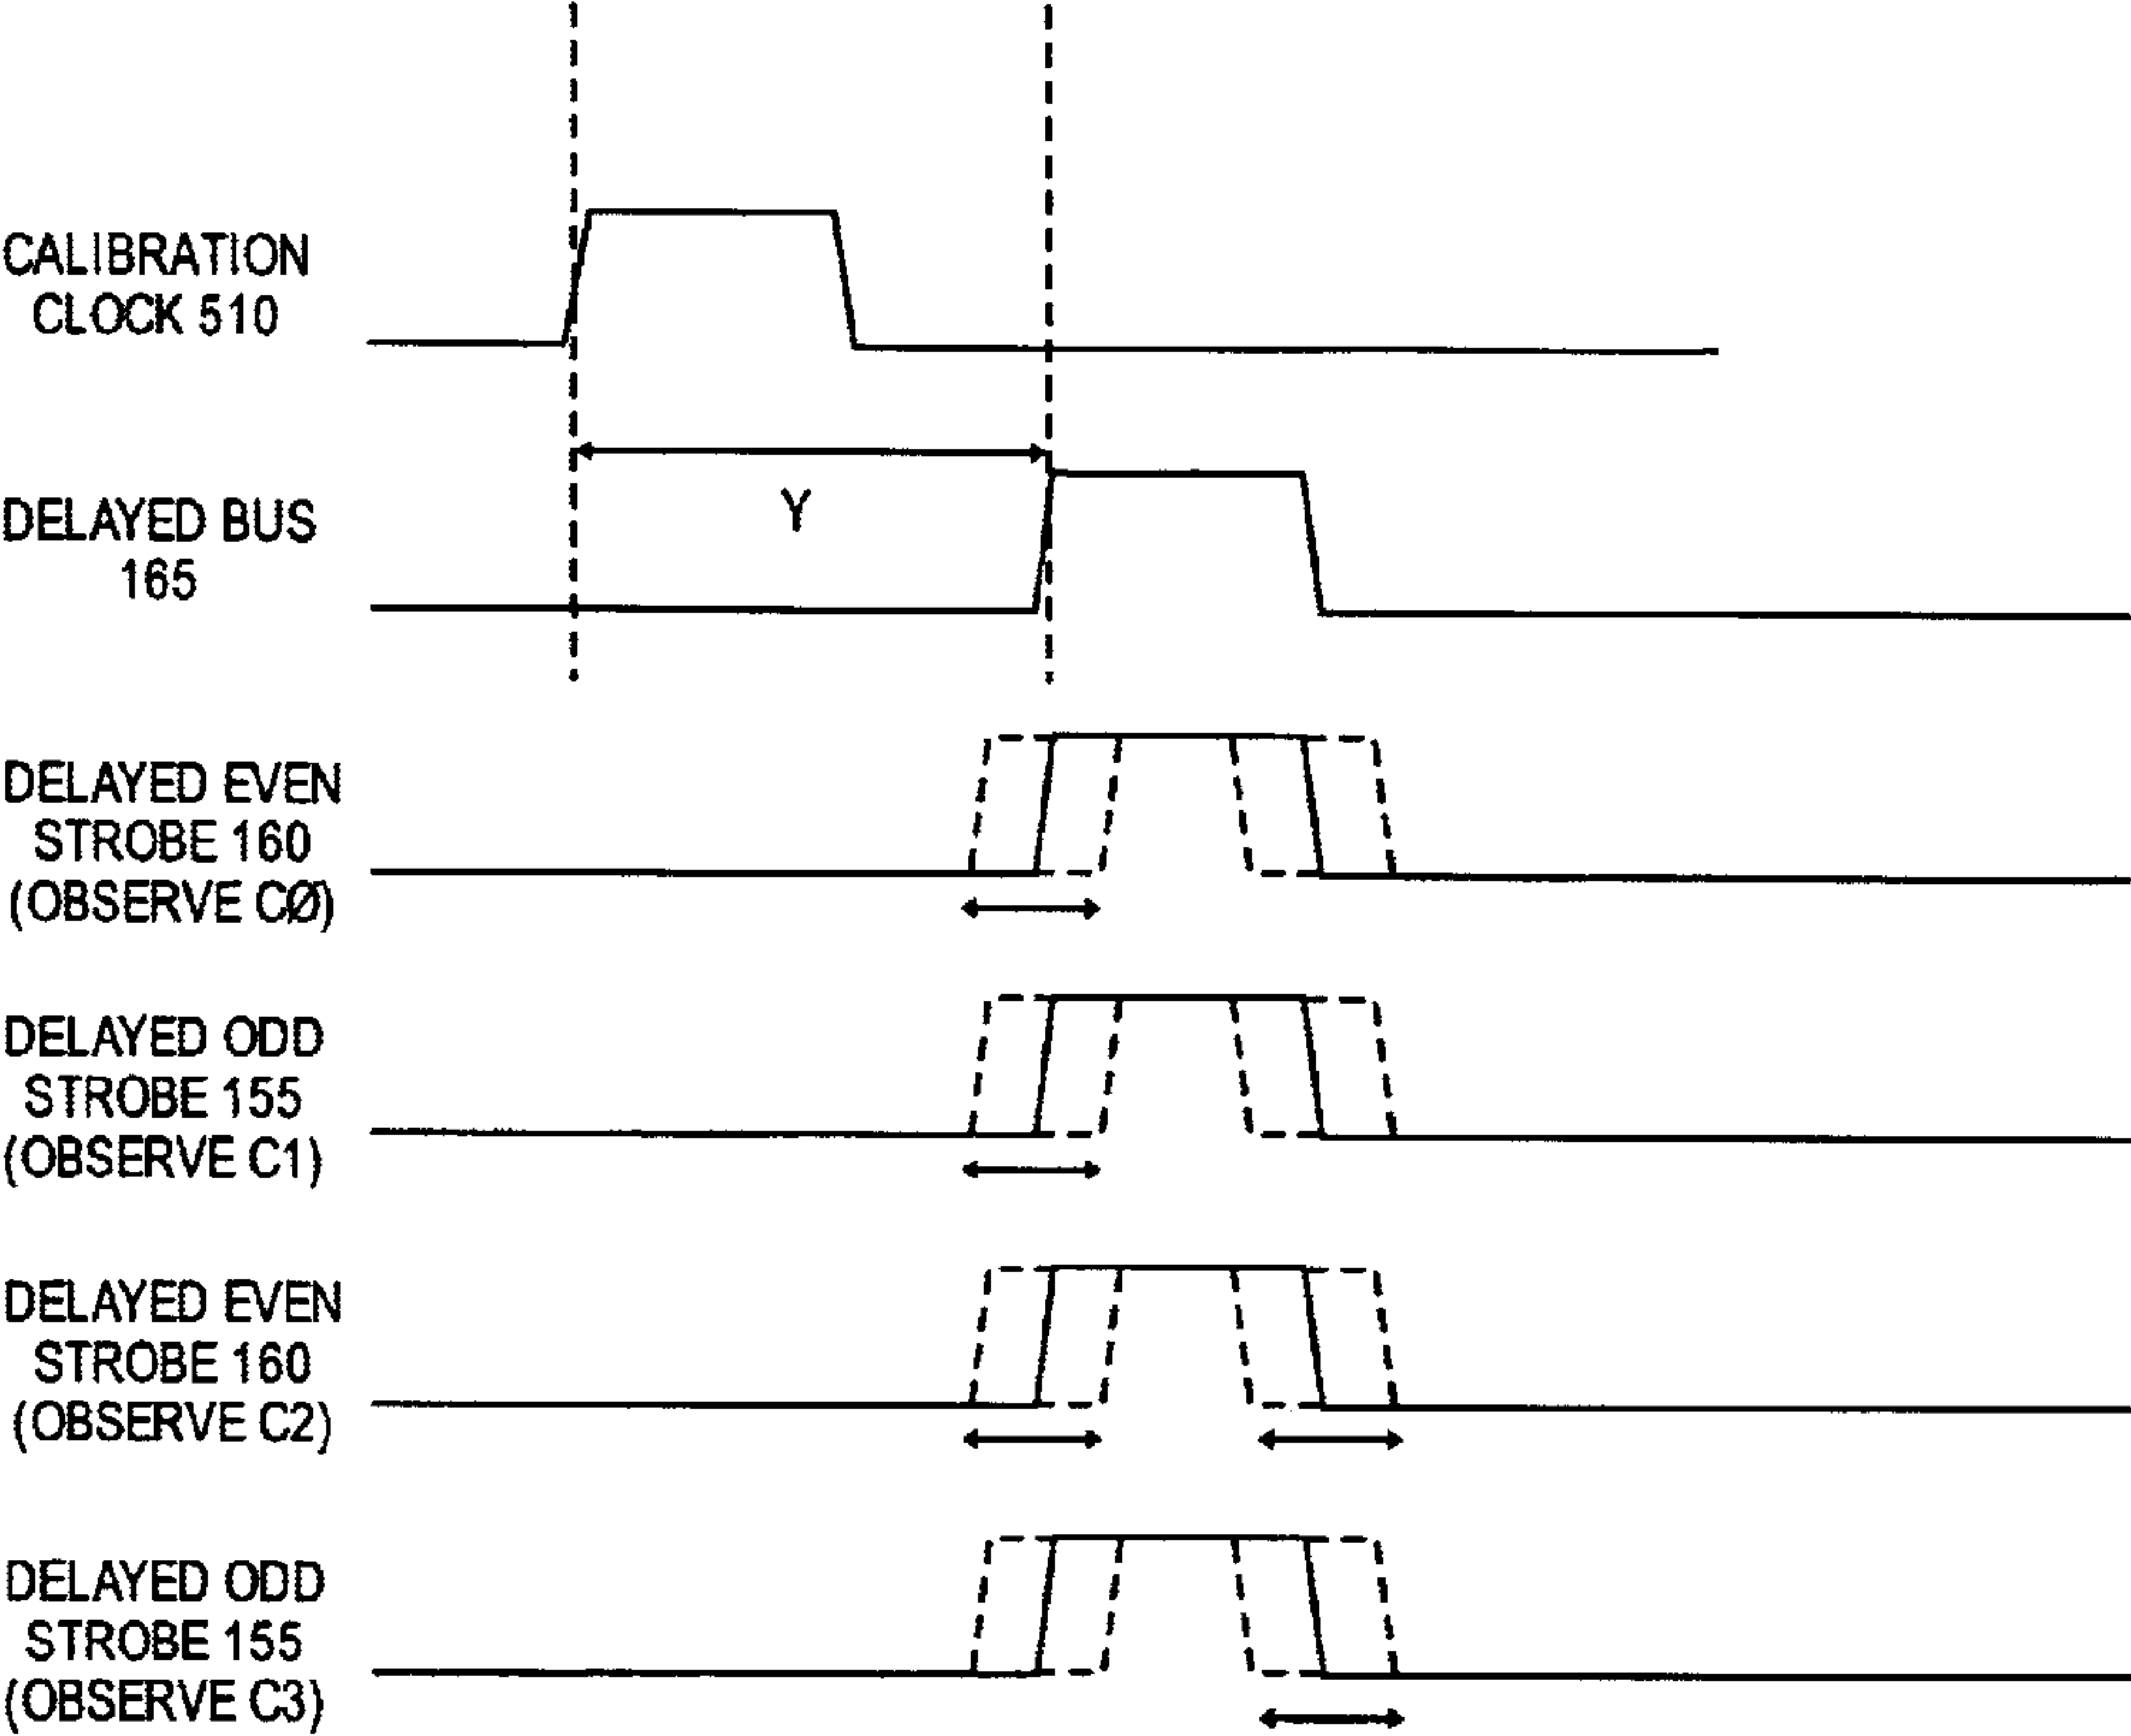 CALIBRATION
CLOCK 510
Y
DELAYED BUS
165
DELAYED EVEN
STROBE 160
(OBSERVE CØ)
DELAYED ODD
STROBE 155
(OBSERVE C1)
DELAYED EVEN
STROBE 160
(OBSERVE C2)
DELAYED ODD
STROBE 155
(OBSERVE C3)